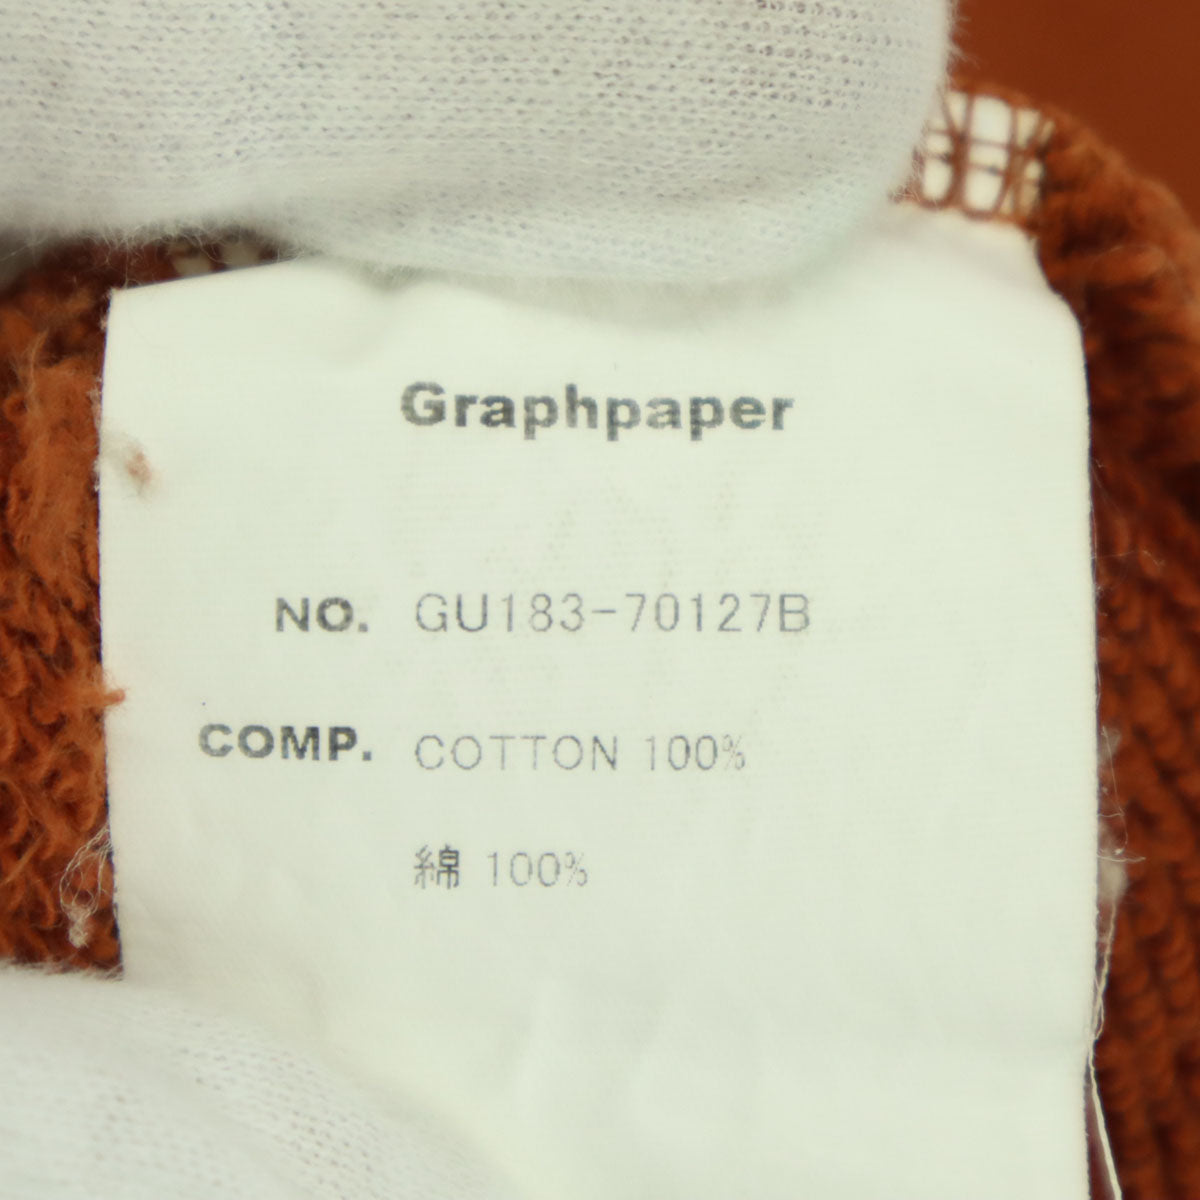 Graphpaper
NO. GU183-70127B
COMP. COTTON 100%
綿 100%